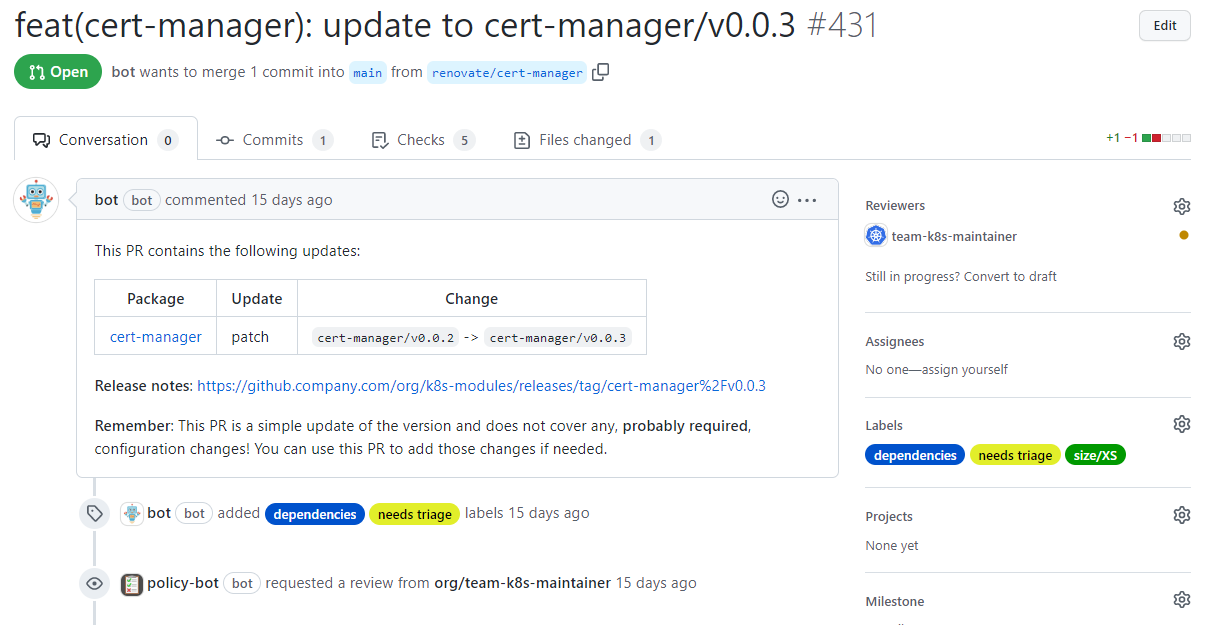 feat(cert-manager): update to cert-manager/v0.0.3 #431
Edit
Open
bot wants to merge 1 commit into main from renovate/cert-manager
Conversation 0
Commits 1
Checks 5
Files changed 1
+1 −1
bot bot commented 15 days ago
This PR contains the following updates:
Package Update Change
cert-manager patch cert-manager/v0.0.2 -> cert-manager/v0.0.3
Release notes: https://github.company.com/org/k8s-modules/releases/tag/cert-manager%2Fv0.0.3
Remember: This PR is a simple update of the version and does not cover any, probably required,
configuration changes! You can use this PR to add those changes if needed.
bot bot added dependencies needs triage labels 15 days ago
policy-bot bot requested a review from org/team-k8s-maintainer 15 days ago
Reviewers
team-k8s-maintainer
Still in progress? Convert to draft
Assignees
No one—assign yourself
Labels
dependencies needs triage size/XS
Projects
None yet
Milestone